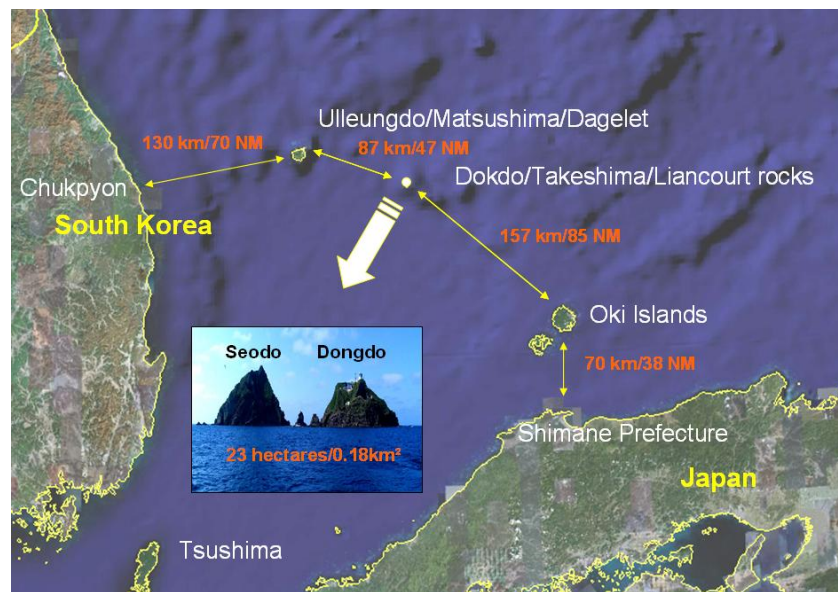 Ulleungdo/Matsushima/Dagelet
130 km/70 NM
87 km/47 NM
Chukpyon
Dokdo/Takeshima/Liancourt rocks
South Korea
157 km/85 NM
Oki Islands
Seodo
Dongdo
70 km/38 NM
Shimane Prefecture
23 hectares/0.18km²
Japan
Tsushima